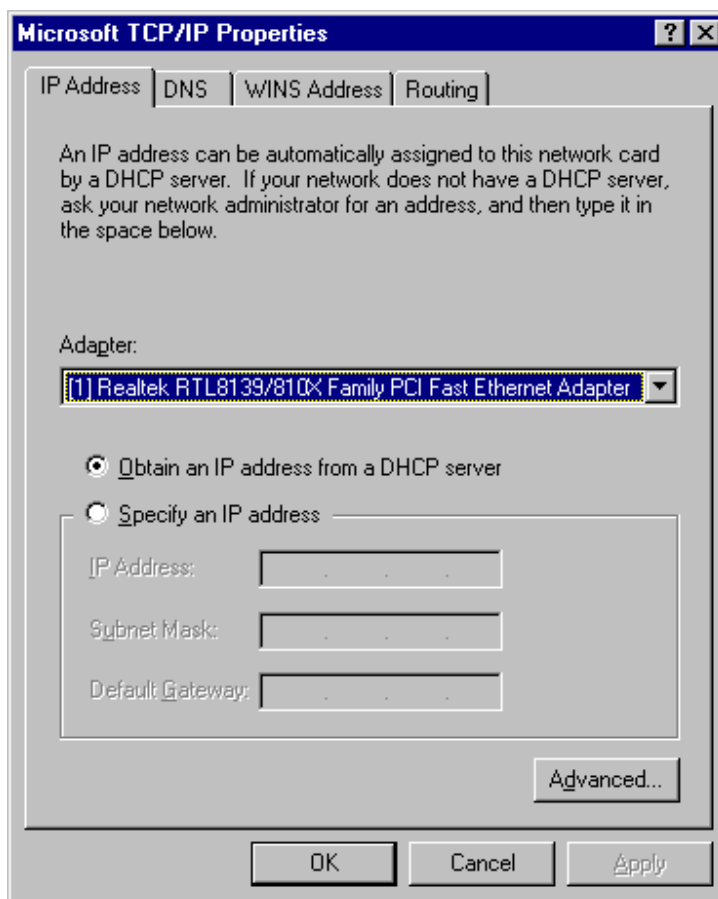 Microsoft TCP/IP Properties
IP Address DNS WINS Address Routing
An IP address can be automatically assigned to this network card
by a DHCP server. If your network does not have a DHCP server,
ask your network administrator for an address, and then type it in
the space below.
Adapter:
[1] Realtek RTL8139/810X Family PCI Fast Ethernet Adapter
Obtain an IP address from a DHCP server
Specify an IP address
IP Address: . . .
Subnet Mask: . . .
Default Gateway: . . .
Advanced...
OK Cancel Apply